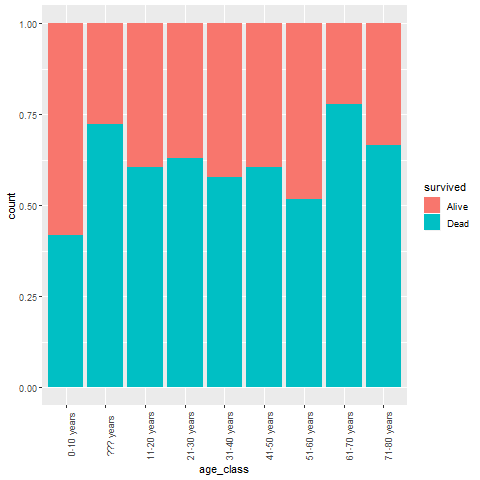 1.00
0.75
0.50
0.25
0.00
count
0-10 years
??? years
11-20 years
21-30 years
31-40 years
41-50 years
51-60 years
61-70 years
71-80 years
age_class
survived
Alive
Dead